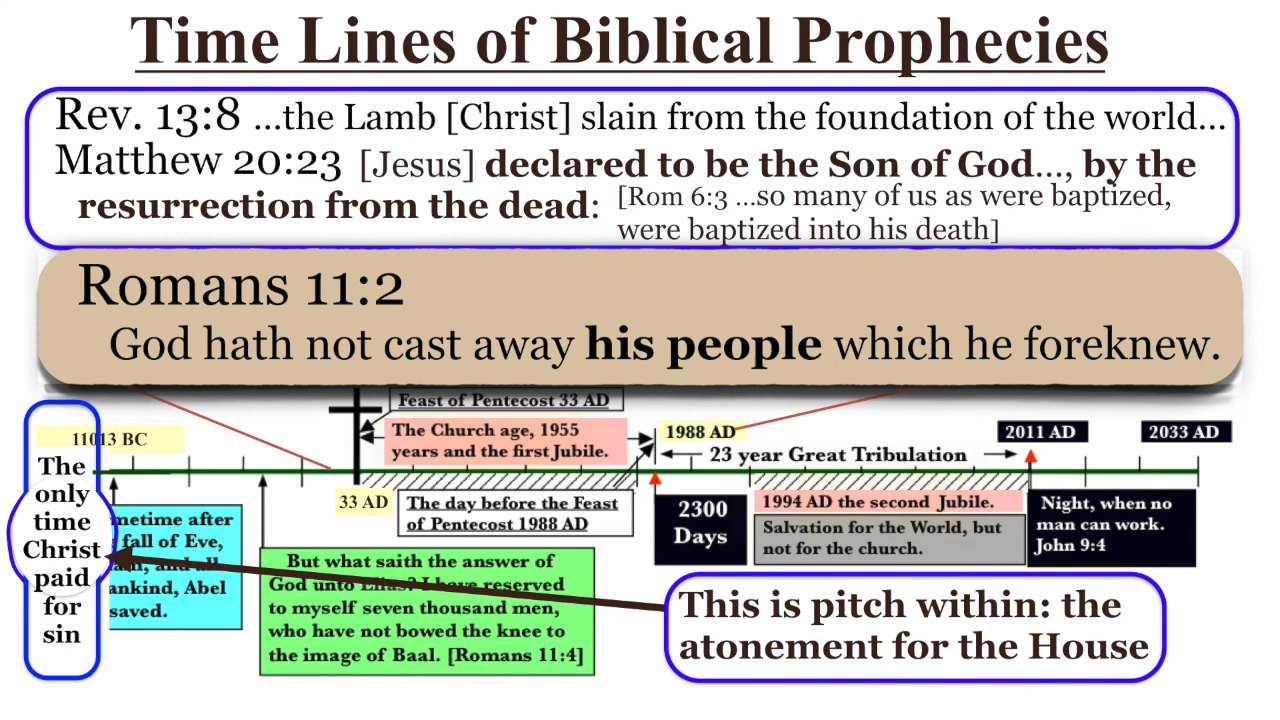 Time Lines of Biblical Prophecies
Rev. 13:8 ...the Lamb [Christ] slain from the foundation of the world...
Matthew 20:23 [Jesus] declared to be the Son of God..., by the
resurrection from the dead: [Rom 6:3 ...so many of us as were baptized,
were baptized into his death]
Romans 11:2
God hath not cast away his people which he foreknew.
Feast of Pentecost 33 AD
11013 BC
The Church age, 1955
years and the first Jubile.
1988 AD
2011 AD
2033 AD
23 year Great Tribulation
The
only
time
Christ
paid
for
sin
33 AD
The day before the Feast
of Pentecost 1988 AD
2300
Days
1994 AD the second Jubile.
Salvation for the World, but
not for the church.
Night, when no
man can work.
John 9:4
after
fall of Eve,
and all
Abel
saved.
But what saith the answer of
God unto Elias? I have reserved
to myself seven thousand men,
who have not bowed the knee to
the image of Baal. [Romans 11:4]
This is pitch within: the
atonement for the House